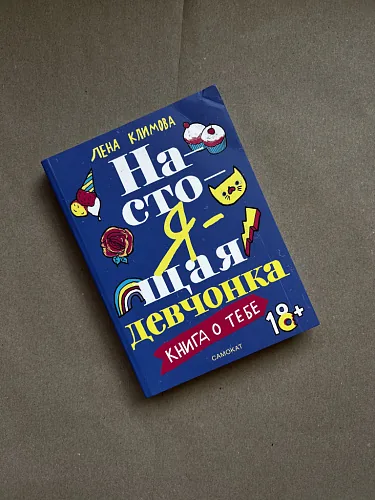 ЛЕНА КЛИМОВА
На-
сто-
Я-
щая
девчонка
КНИГА О ТЕБЕ
18+
САМОКАТ